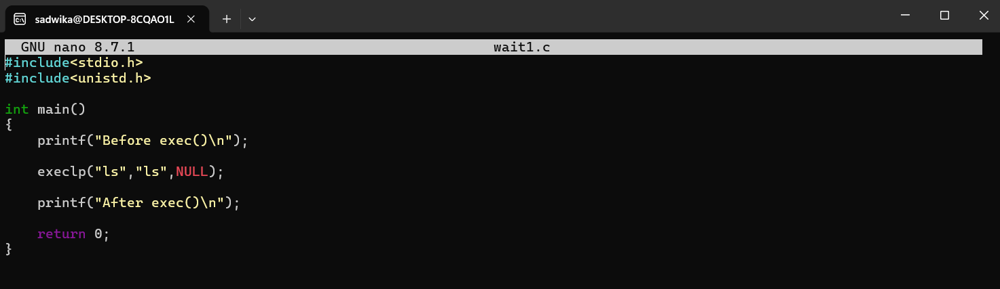 sadwika@DESKTOP-8CQAO1L
GNU nano 8.7.1 wait1.c
#include<stdio.h>
#include<unistd.h>
int main()
{
    printf("Before exec()\n");
    execlp("ls","ls",NULL);
    printf("After exec()\n");
    return 0;
}